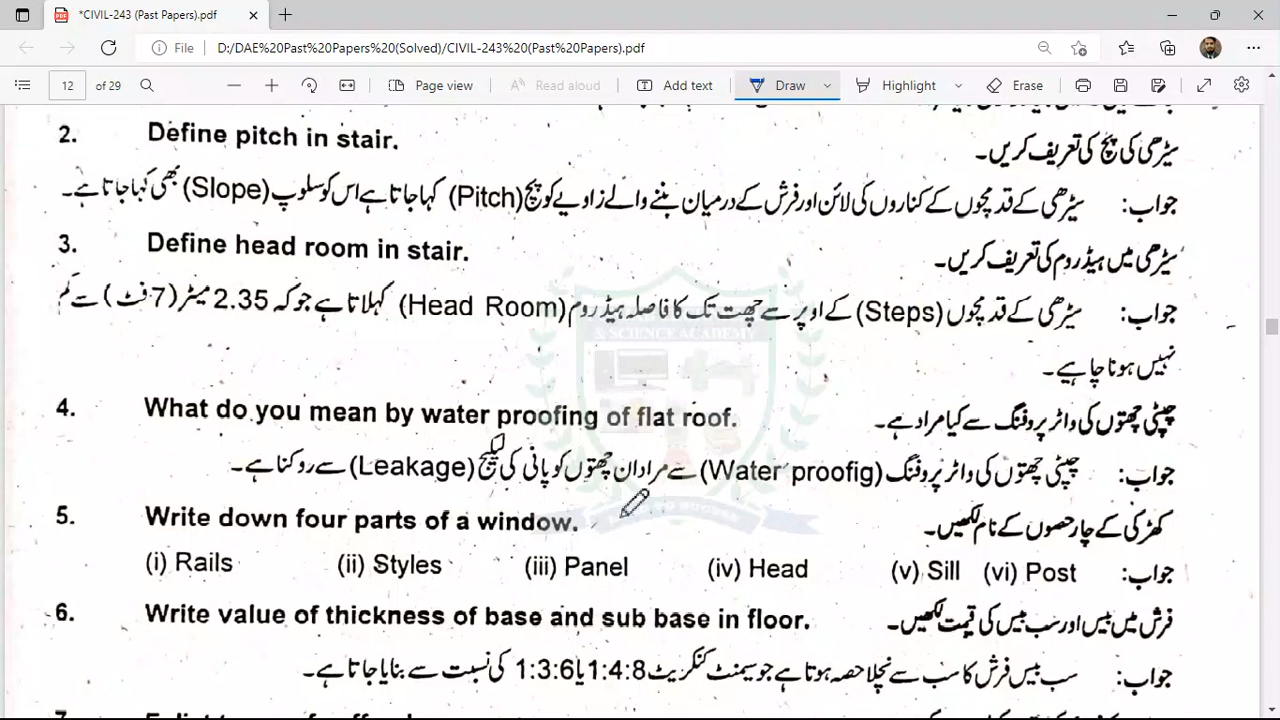 *CIVIL-243 (Past Papers).pdf
File D:/DAE%20Past%20Papers%20(Solved)/CIVIL-243%20(Past%20Papers).pdf
12 of 29 Page view Read aloud Add text Draw Highlight Erase
2. Define pitch in stair. سیڑھی کی پچ کی تعریف کریں۔
جواب: سیڑھی کے قدمچوں کے کناروں کی لائن اور فرش کے درمیان بننے والے زاویے کو پچ (Pitch) کہا جاتا ہے اس کو سلوپ (Slope) بھی کہا جاتا ہے۔
3. Define head room in stair. سیڑھی میں ہیڈ روم کی تعریف کریں۔
جواب: سیڑھی کے قدمچوں (Steps) کے اوپر سے چھت تک کا فاصلہ ہیڈ روم (Head Room) کہلاتا ہے جو کہ 2.35 میٹر (7 فٹ) سے کم
نہیں ہونا چاہیے۔
& SCIENCE ACADEMY
4. What do you mean by water proofing of flat roof. چپٹی چھتوں کی واٹر پروفنگ سے کیا مراد ہے۔
جواب: چپٹی چھتوں کی واٹر پروفنگ (Water proofig) سے مراد ان چھتوں کو پانی کی لیکیج (Leakage) سے روکنا ہے۔
5. Write down four parts of a window. کھڑکی کے چار حصوں کے نام لکھیں۔
(i) Rails (ii) Styles (iii) Panel (iv) Head (v) Sill (vi) Post جواب:
6. Write value of thickness of base and sub base in floor. فرش میں بیس اور سب بیس کی قیمت لکھیں۔
جواب: سب بیس فرش کا سب سے نچلا حصہ ہوتا ہے جو سیمنٹ کنکریٹ 1:4:8 یا 1:3:6 کی نسبت سے بنایا جاتا ہے۔